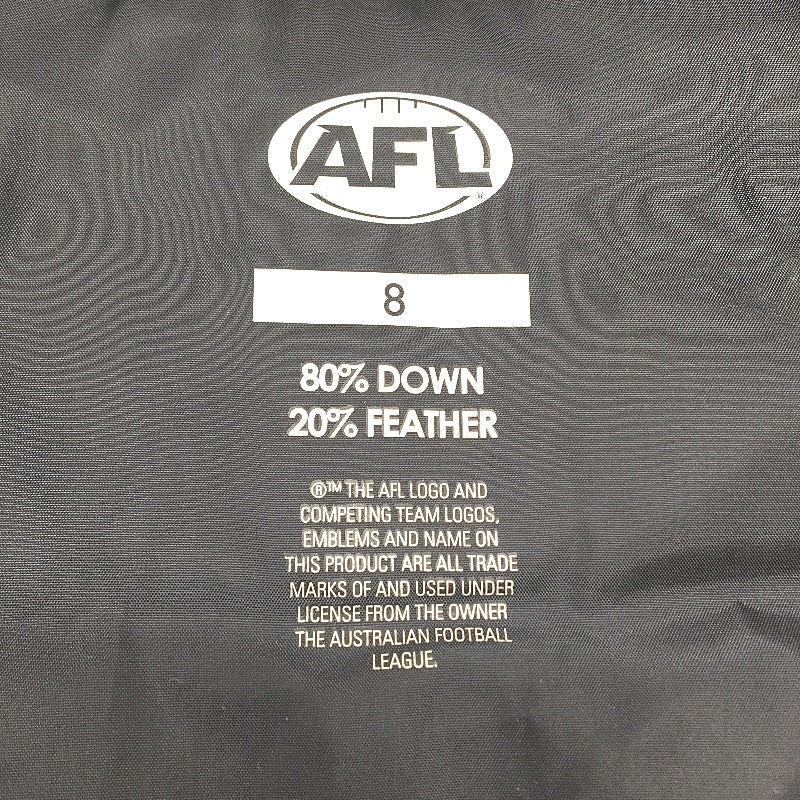 AFL
®
8
80% DOWN
20% FEATHER
®™ THE AFL LOGO AND
COMPETING TEAM LOGOS,
EMBLEMS AND NAME ON
THIS PRODUCT ARE ALL TRADE
MARKS OF AND USED UNDER
LICENSE FROM THE OWNER
THE AUSTRALIAN FOOTBALL
LEAGUE.